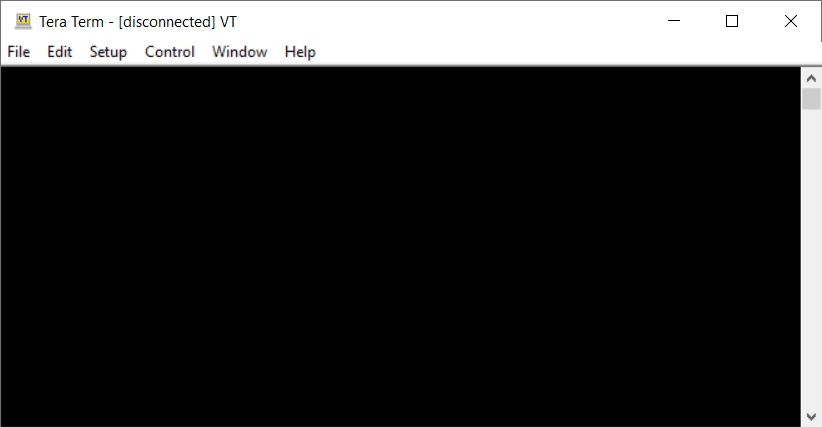 VT Tera Term - [disconnected] VT
File Edit Setup Control Window Help